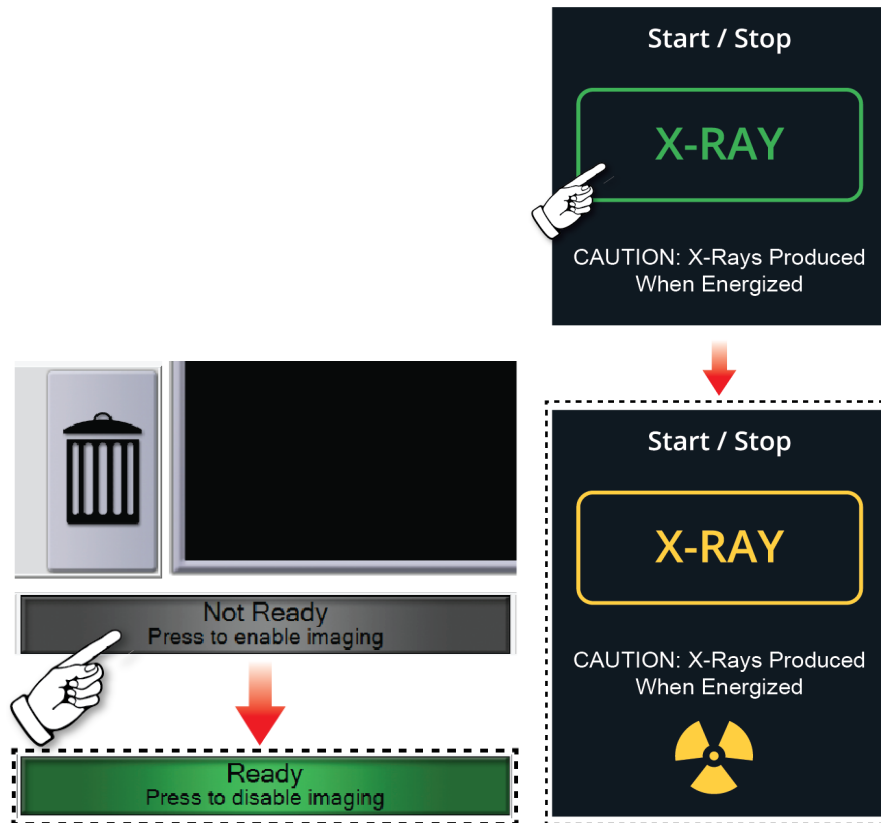 Start / Stop
X-RAY
CAUTION: X-Rays Produced
When Energized
Not Ready
Press to enable imaging
Ready
Press to disable imaging
Start / Stop
X-RAY
CAUTION: X-Rays Produced
When Energized